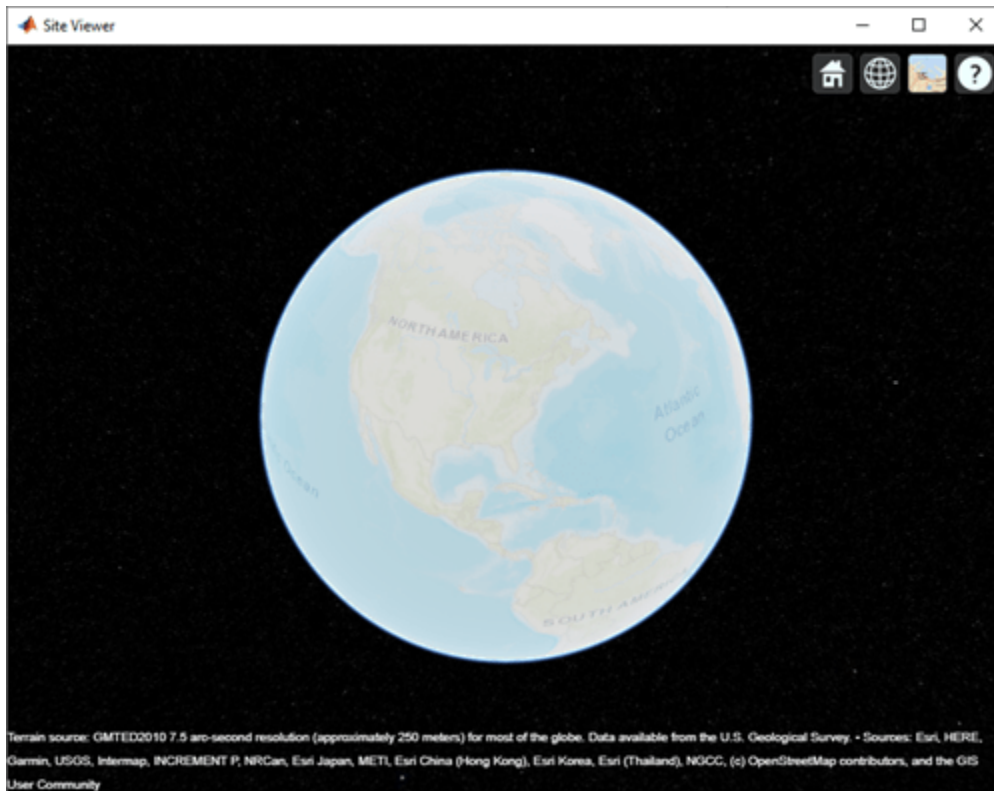 Site Viewer
?
NORTH AMERICA
Atlantic
Ocean
Ocean
SOUTH AMERICA
Terrain source: GMTED2010 7.5 arc-second resolution (approximately 250 meters) for most of the globe. Data available from the U.S. Geological Survey. • Sources: Esri, HERE,
Garmin, USGS, Intermap, INCREMENT P, NRCan, Esri Japan, METI, Esri China (Hong Kong), Esri Korea, Esri (Thailand), NGCC, (c) OpenStreetMap contributors, and the GIS
User Community